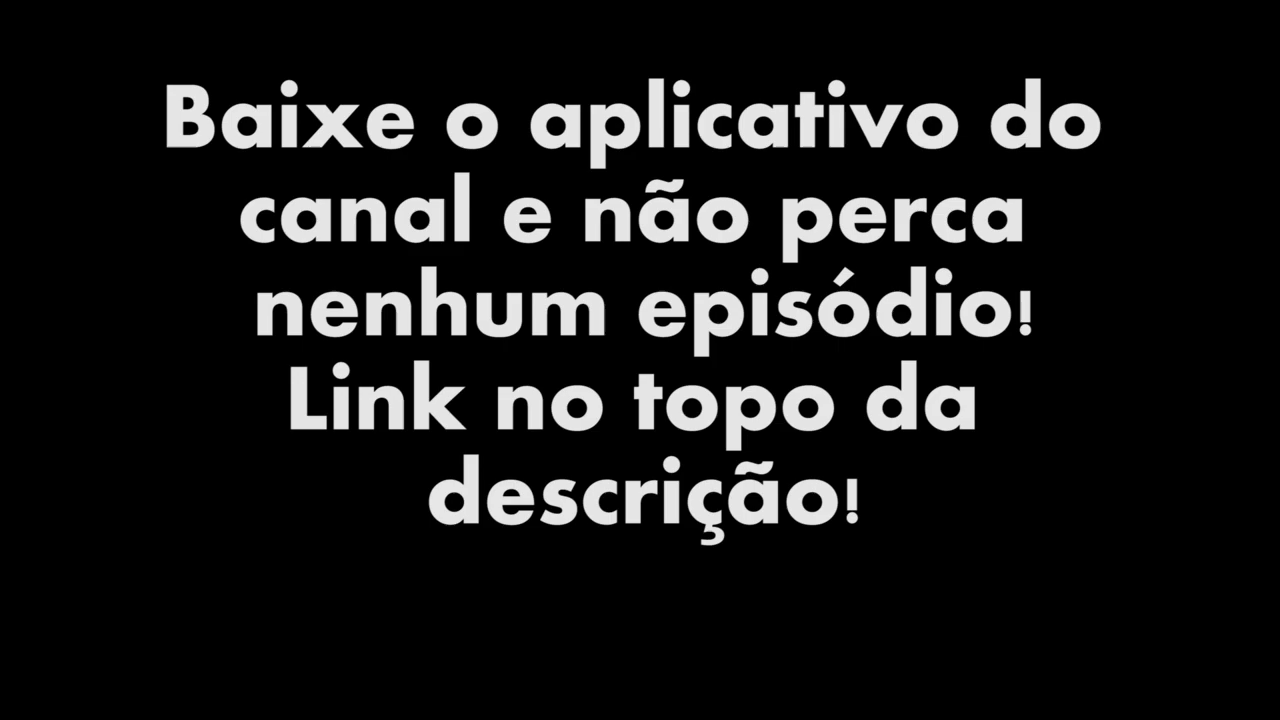 Baixe o aplicativo do
canal e não perca
nenhum episódio!
Link no topo da
descrição!